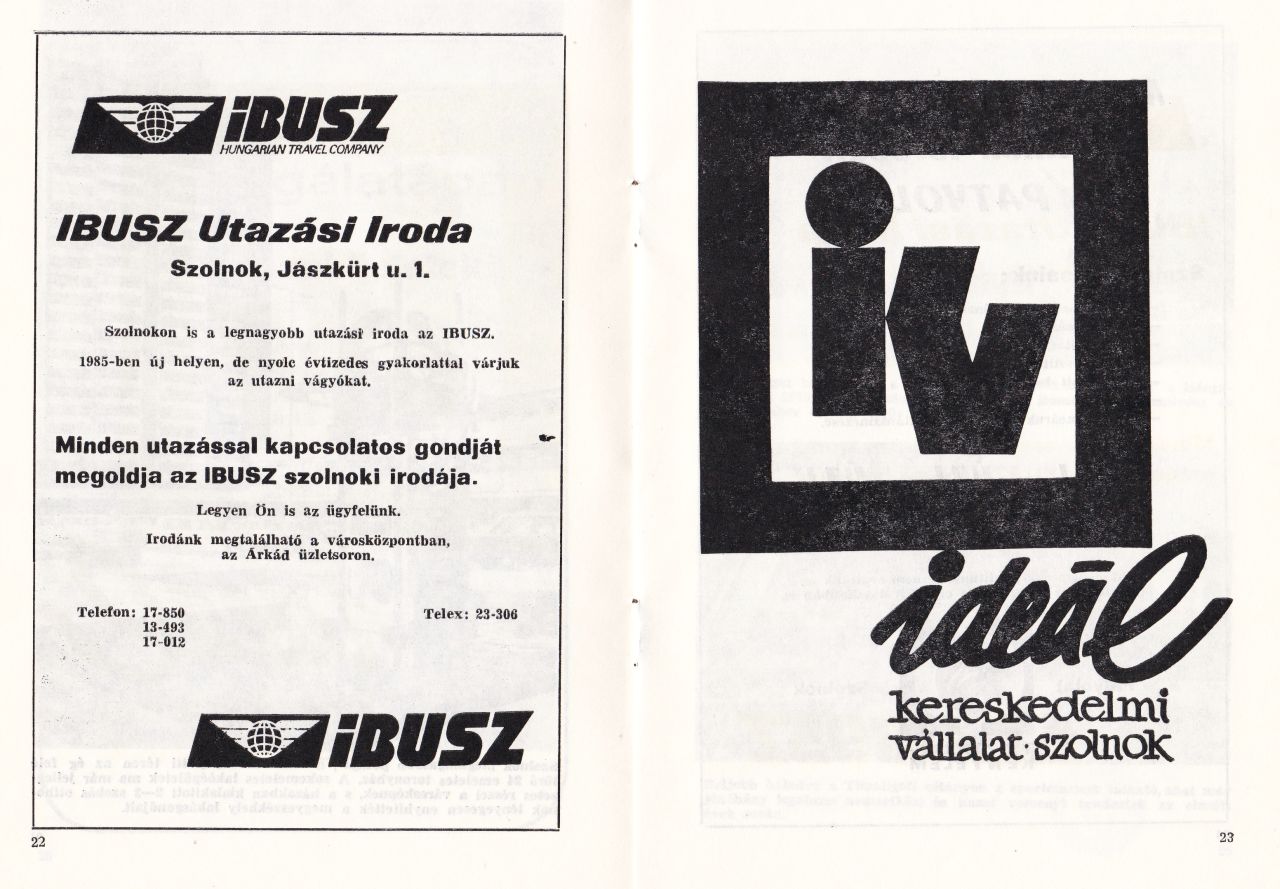 iBUSZ
HUNGARIAN TRAVEL COMPANY
IBUSZ Utazási Iroda
Szolnok, Jászkürt u. 1.
Szolnokon is a legnagyobb utazási iroda az IBUSZ.
1985-ben új helyen, de nyolc évtizedes gyakorlattal várjuk
az utazni vágyókat.
Minden utazással kapcsolatos gondját
megoldja az IBUSZ szolnoki irodája.
Legyen Ön is az ügyfelünk.
Irodánk megtalálható a városközpontban,
az Árkád üzletsoron.
Telefon: 17-850
13-493
17-012
Telex: 23-306
iBUSZ
22
iv
ideál
kereskedelmi
vállalat·szolnok
23